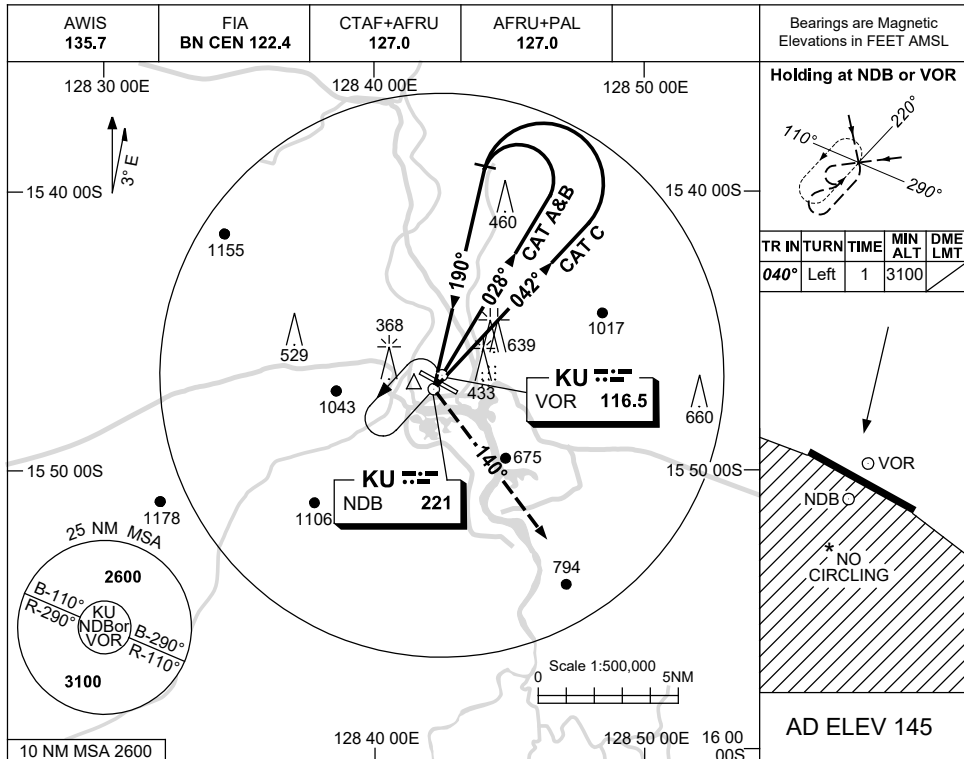 AWIS
135.7
FIA
BN CEN 122.4
CTAF+AFRU
127.0
AFRU+PAL
127.0
Bearings are Magnetic
Elevations in FEET AMSL
128 30 00E
128 40 00E
128 50 00E
3° E
15 40 00S
15 40 00S
460
1155
CAT A&B
CAT C
190°
028°
042°
1017
368
529
639
433
1043
KU
VOR 116.5
660
140°
675
15 50 00S
15 50 00S
KU
NDB 221
1178
1106
794
25 NM MSA
2600
B-110°
R-290°
KU
NDBor
VOR
B-290°
R-110°
3100
Scale 1:500,000
0 5NM
10 NM MSA 2600
128 40 00E
128 50 00E
16 00
00S
Holding at NDB or VOR
110°
220°
290°
TR IN TURN TIME MIN ALT DME LMT
040° Left 1 3100
VOR
NDB
*NO
CIRCLING
AD ELEV 145